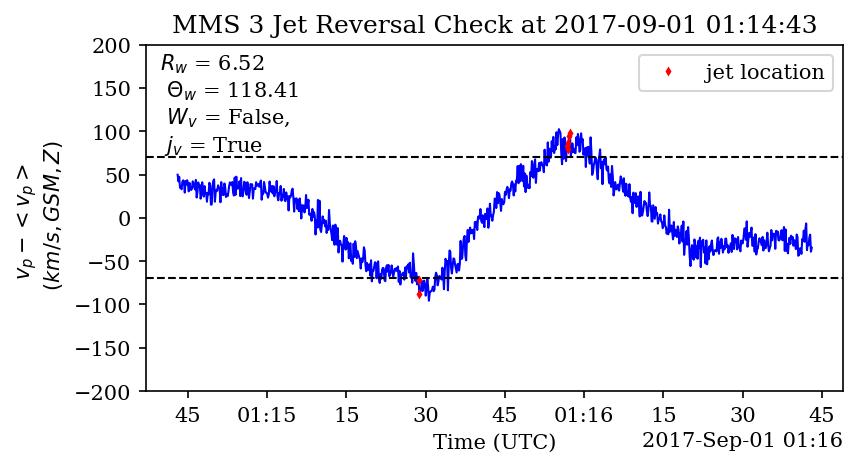 MMS 3 Jet Reversal Check at 2017-09-01 01:14:43
200
150
100
50
0
−50
−100
−150
−200
v_p − < v_p >
(km/s, GSM, Z)
R_w = 6.52
Θ_w = 118.41
W_v = False,
j_v = True
jet location
45 01:15 15 30 45 01:16 15 30 45
Time (UTC)
2017-Sep-01 01:16